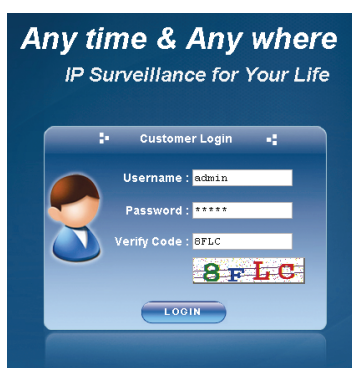 Any time & Any where
IP Surveillance for Your Life
Customer Login
Username : admin
Password : *****
Verify Code : 8FLC
8FLC
LOGIN